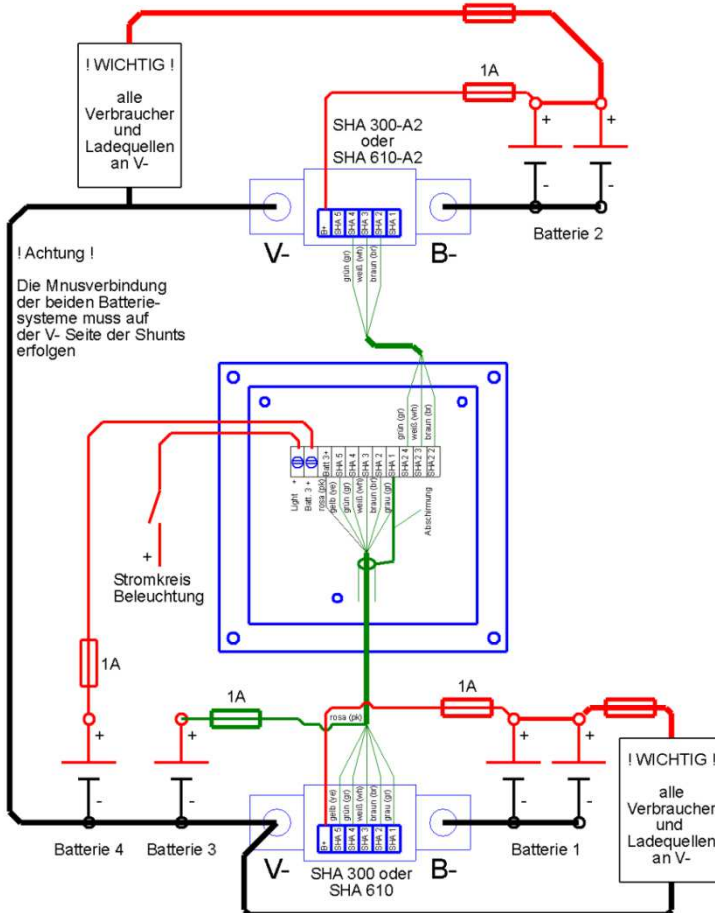 ! WICHTIG !
alle
Verbraucher
und
Ladequellen
an V-
1A
+
+
-
-
SHA 300-A2
oder
SHA 610-A2
B+
SHA 5
SHA 4
SHA 3
SHA 2
SHA 1
V-
B-
Batterie 2
grün (gr)
weiß (wh)
braun (br)
! Achtung !
Die Mnusverbindung
der beiden Batterie-
systeme muss auf
der V- Seite der Shunts
erfolgen
grün (gr)
weiß (wh)
braun (br)
Batt 3+
SHA 5
SHA 4
SHA 3
SHA 2
SHA 1
SHA 2 4
SHA 2 3
SHA 2 2
Light +
Batt. 3 +
rosa (pk)
gelb (ye)
grün (gr)
weiß (wh)
braun (br)
grau (gr)
Abschirmung
+
Stromkreis
Beleuchtung
1A
1A
1A
rosa (pk)
+
+
+
+
-
-
-
-
gelb (ye)
grün (gr)
weiß (wh)
braun (br)
grau (gr)
! WICHTIG !
alle
Verbraucher
und
Ladequellen
an V-
B+
SHA 5
SHA 4
SHA 3
SHA 2
SHA 1
Batterie 4
Batterie 3
V-
B-
Batterie 1
SHA 300 oder
SHA 610